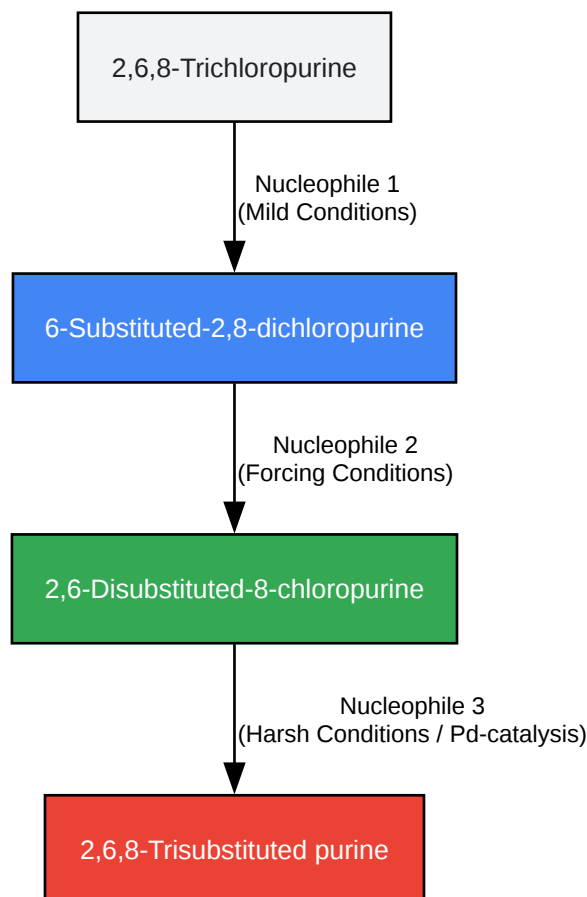 2,6,8-Trichloropurine
Nucleophile 1
(Mild Conditions)
6-Substituted-2,8-dichloropurine
Nucleophile 2
(Forcing Conditions)
2,6-Disubstituted-8-chloropurine
Nucleophile 3
(Harsh Conditions / Pd-catalysis)
2,6,8-Trisubstituted purine